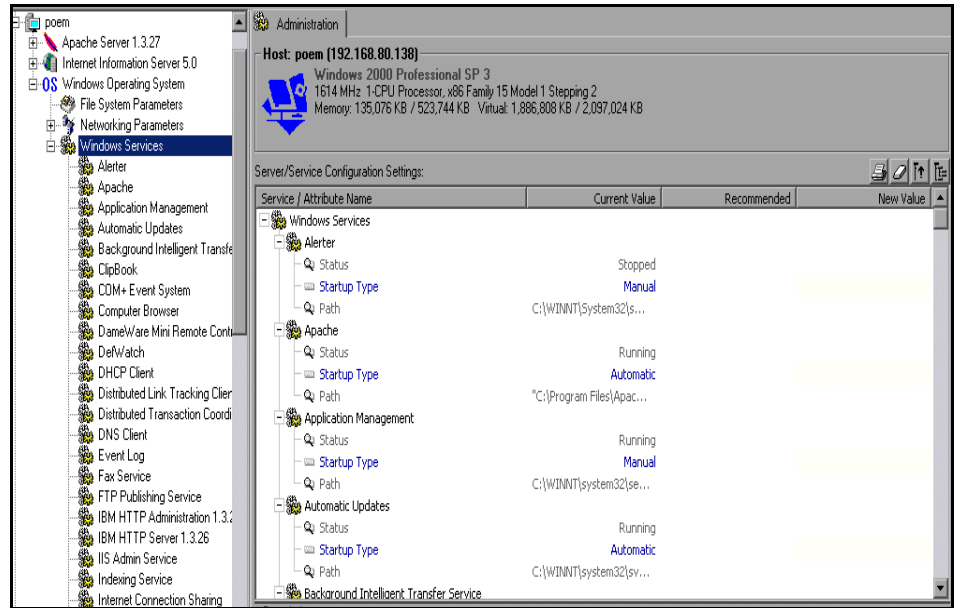 poem
Apache Server 1.3.27
Internet Information Server 5.0
OS Windows Operating System
File System Parameters
Networking Parameters
Windows Services
Alerter
Apache
Application Management
Automatic Updates
Background Intelligent Transfe
ClipBook
COM+ Event System
Computer Browser
DameWare Mini Remote Contr
DefWatch
DHCP Client
Distributed Link Tracking Clien
Distributed Transaction Coordi
DNS Client
Event Log
Fax Service
FTP Publishing Service
IBM HTTP Administration 1.3.2
IBM HTTP Server 1.3.26
IIS Admin Service
Indexing Service
Internet Connection Sharing
Administration
Host: poem (192.168.80.138)
Windows 2000 Professional SP 3
1614 MHz 1-CPU Processor, x86 Family 15 Model 1 Stepping 2
Memory: 135,076 KB / 523,744 KB Virtual: 1,886,808 KB / 2,097,024 KB
Server/Service Configuration Settings:
Service / Attribute Name Current Value Recommended New Value
Windows Services
Alerter
Status Stopped
Startup Type Manual
Path C:\WINNT\System32\s...
Apache
Status Running
Startup Type Automatic
Path "C:\Program Files\Apac...
Application Management
Status Running
Startup Type Manual
Path C:\WINNT\system32\se...
Automatic Updates
Status Running
Startup Type Automatic
Path C:\WINNT\system32\sv...
Background Intelligent Transfer Service